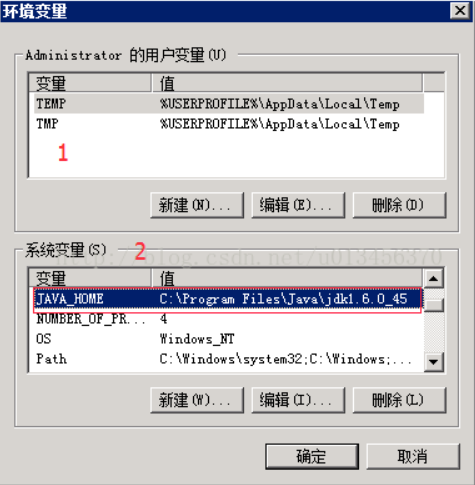 环境变量
Administrator 的用户变量(U)
变量 值
TEMP %USERPROFILE%\AppData\Local\Temp
TMP %USERPROFILE%\AppData\Local\Temp
1
新建(N)... 编辑(E)... 删除(D)
系统变量(S) 2
http://blog.csdn.net/u013456370
变量 值
JAVA_HOME C:\Program Files\Java\jdk1.6.0_45
NUMBER_OF_PR... 4
OS Windows_NT
Path C:\Windows\system32;C:\Windows;...
新建(W)... 编辑(I)... 删除(L)
确定 取消